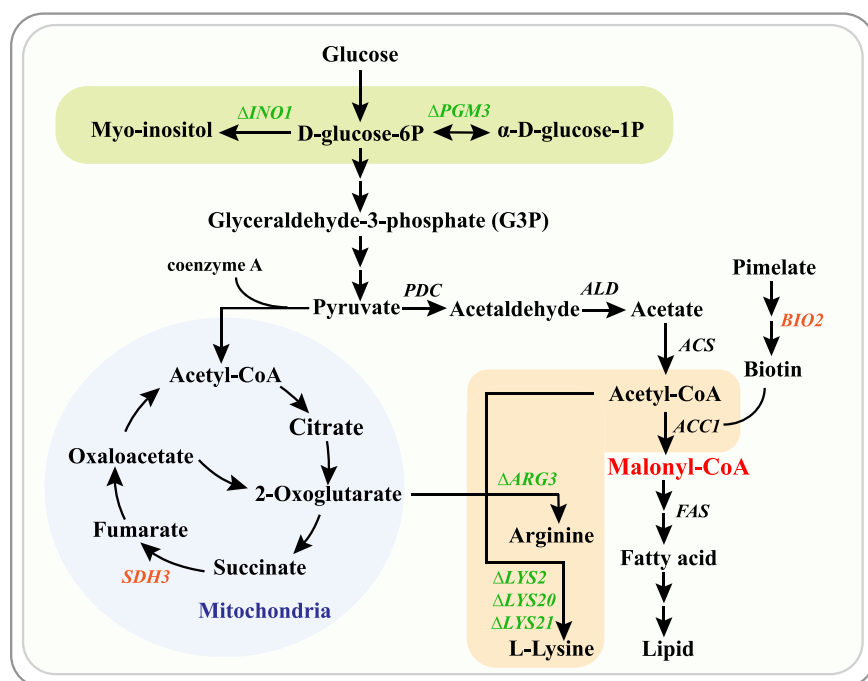 Glucose
ΔINO1
ΔPGM3
Myo-inositol
D-glucose-6P
α-D-glucose-1P
Glyceraldehyde-3-phosphate (G3P)
coenzyme A
Pimelate
Pyruvate
PDC
Acetaldehyde
ALD
Acetate
BIO2
ACS
Acetyl-CoA
Biotin
Acetyl-CoA
Citrate
ACC1
Oxaloacetate
Malonyl-CoA
2-Oxoglutarate
ΔARG3
FAS
Fumarate
Arginine
Succinate
Fatty acid
SDH3
ΔLYS2
Mitochondria
ΔLYS20
ΔLYS21
L-Lysine
Lipid